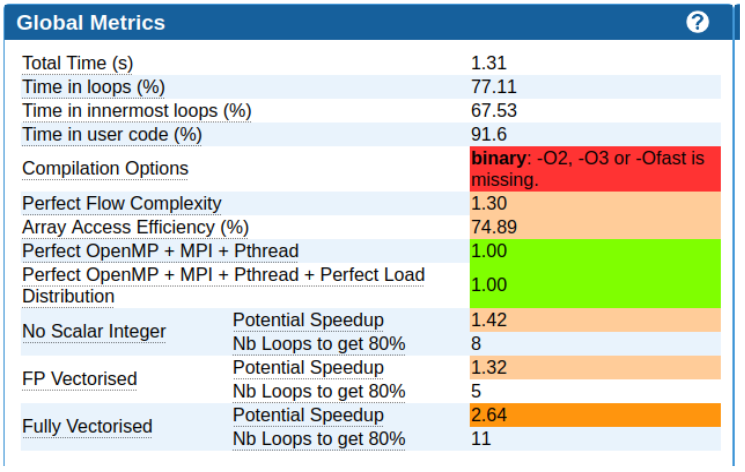 Global Metrics ?
Total Time (s) 1.31
Time in loops (%) 77.11
Time in innermost loops (%) 67.53
Time in user code (%) 91.6
Compilation Options binary: -O2, -O3 or -Ofast is
missing.
Perfect Flow Complexity 1.30
Array Access Efficiency (%) 74.89
Perfect OpenMP + MPI + Pthread 1.00
Perfect OpenMP + MPI + Pthread + Perfect Load
Distribution 1.00
No Scalar Integer Potential Speedup 1.42
Nb Loops to get 80% 8
FP Vectorised Potential Speedup 1.32
Nb Loops to get 80% 5
Fully Vectorised Potential Speedup 2.64
Nb Loops to get 80% 11